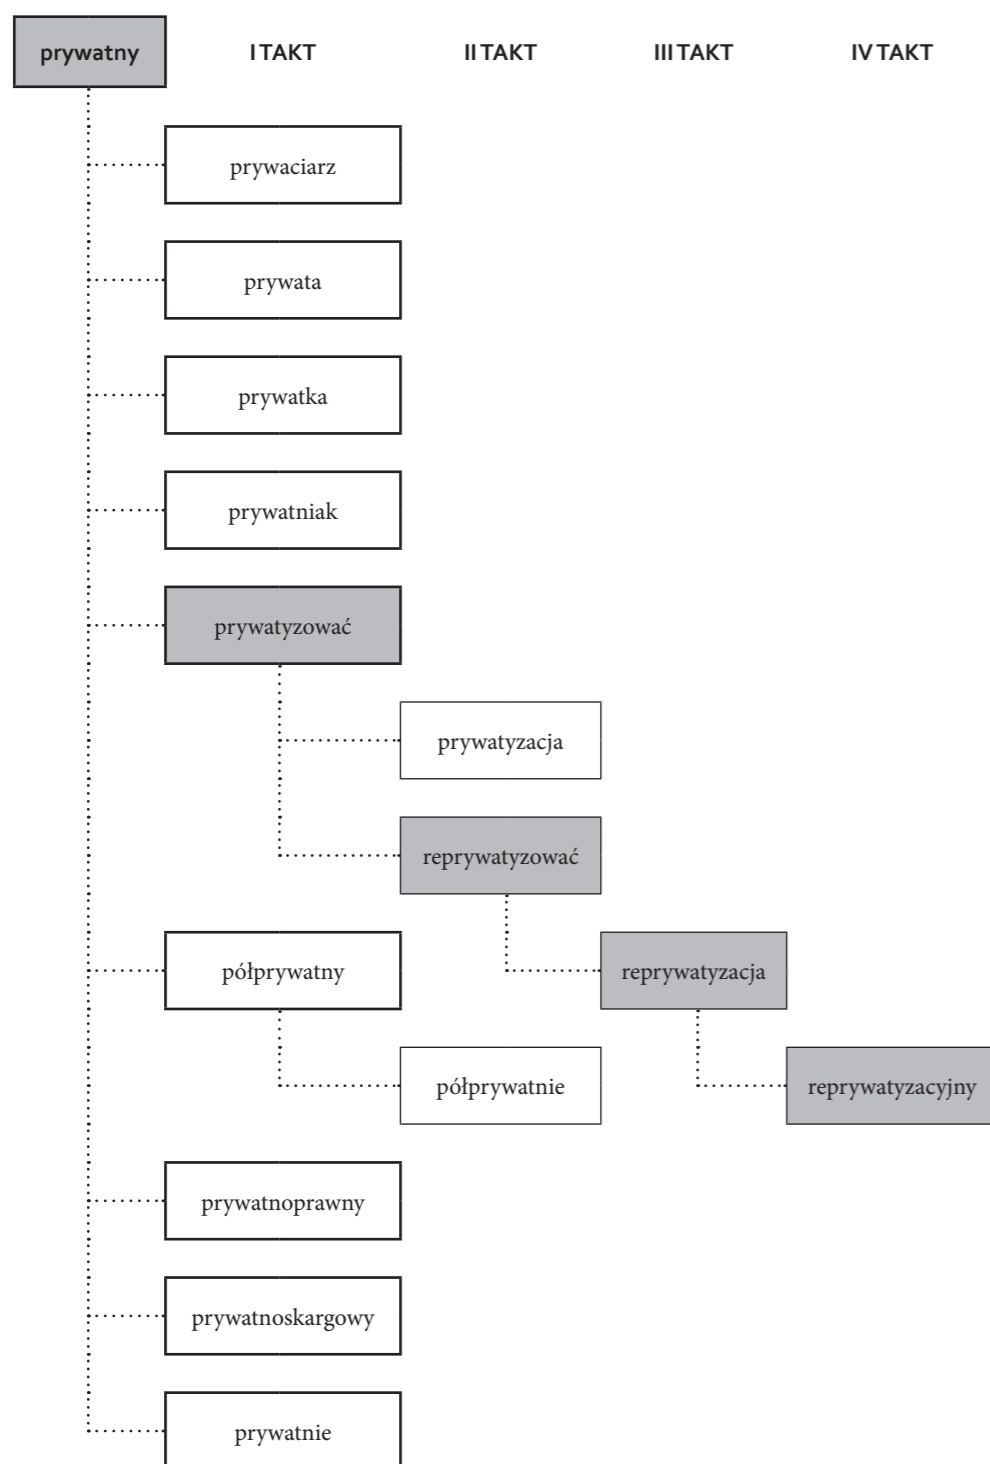 prywatny I TAKT II TAKT III TAKT IV TAKT
prywaciarz
prywata
prywatka
prywatniak
prywatyzować
prywatyzacja
reprywatyzować
półprywatny reprywatyzacja
półprywatnie reprywatyzacyjny
prywatnoprawny
prywatnoskargowy
prywatnie